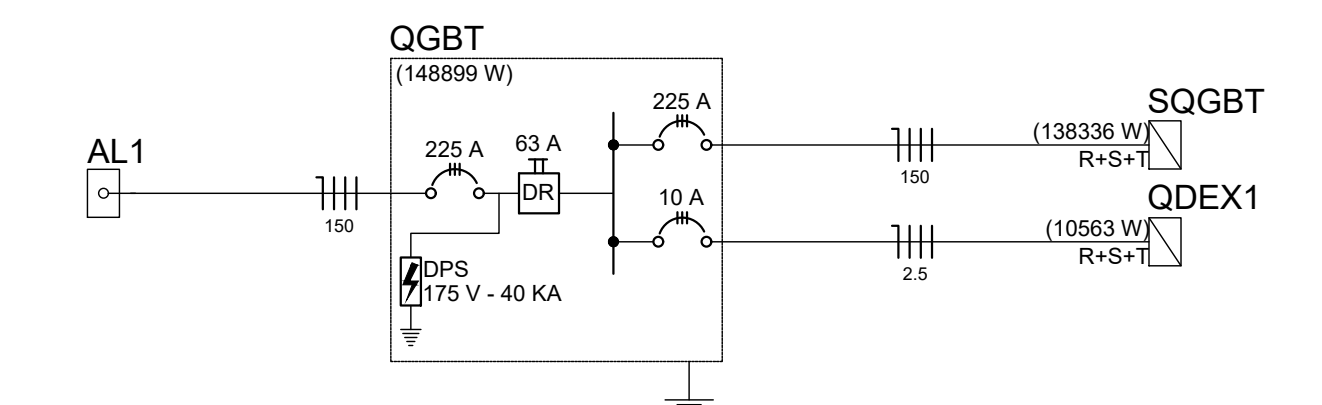 QGBT
(148899 W)
AL1
150
225 A
63 A
DR
DPS
175 V - 40 KA
225 A
10 A
150
2.5
SQGBT
(138336 W)
R+S+T
QDEX1
(10563 W)
R+S+T